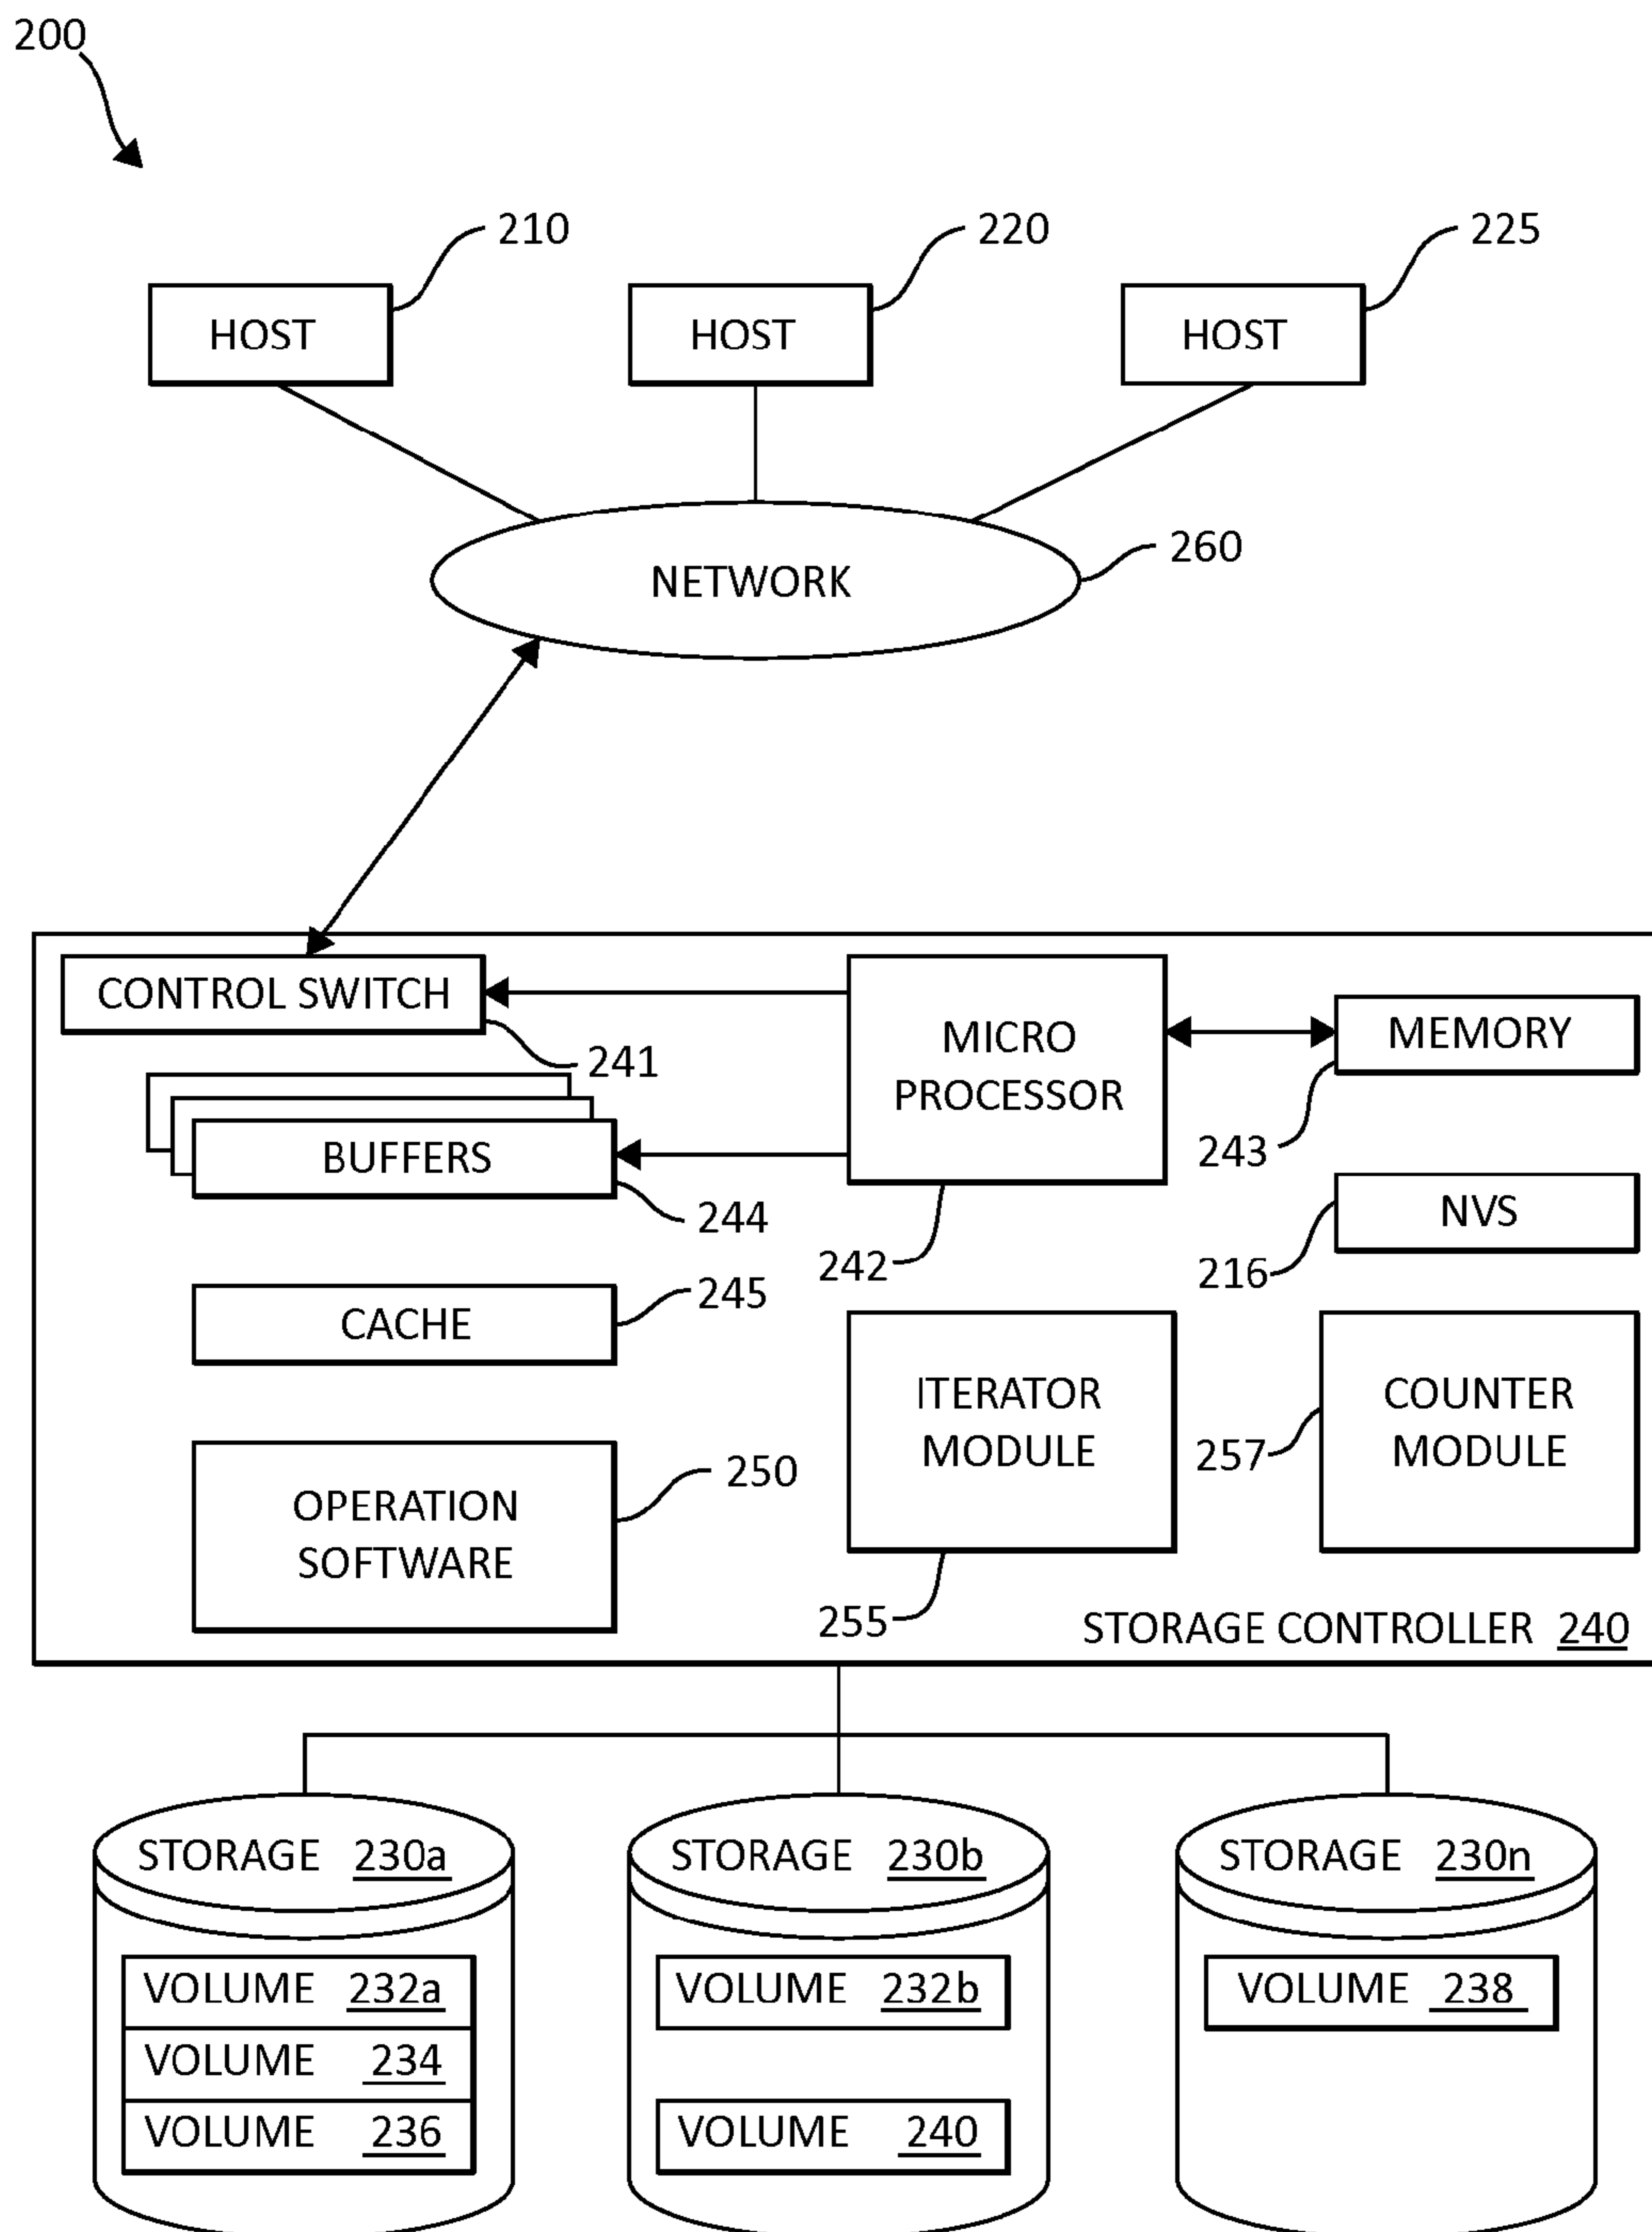 200
210
220
225
HOST
HOST
HOST
260
NETWORK
CONTROL SWITCH
241
MICRO
PROCESSOR
242
MEMORY
243
BUFFERS
244
NVS
216
CACHE
245
ITERATOR
MODULE
255
COUNTER
MODULE
257
OPERATION
SOFTWARE
250
STORAGE CONTROLLER 240
STORAGE 230a
VOLUME 232a
VOLUME 234
VOLUME 236
STORAGE 230b
VOLUME 232b
VOLUME 240
STORAGE 230n
VOLUME 238